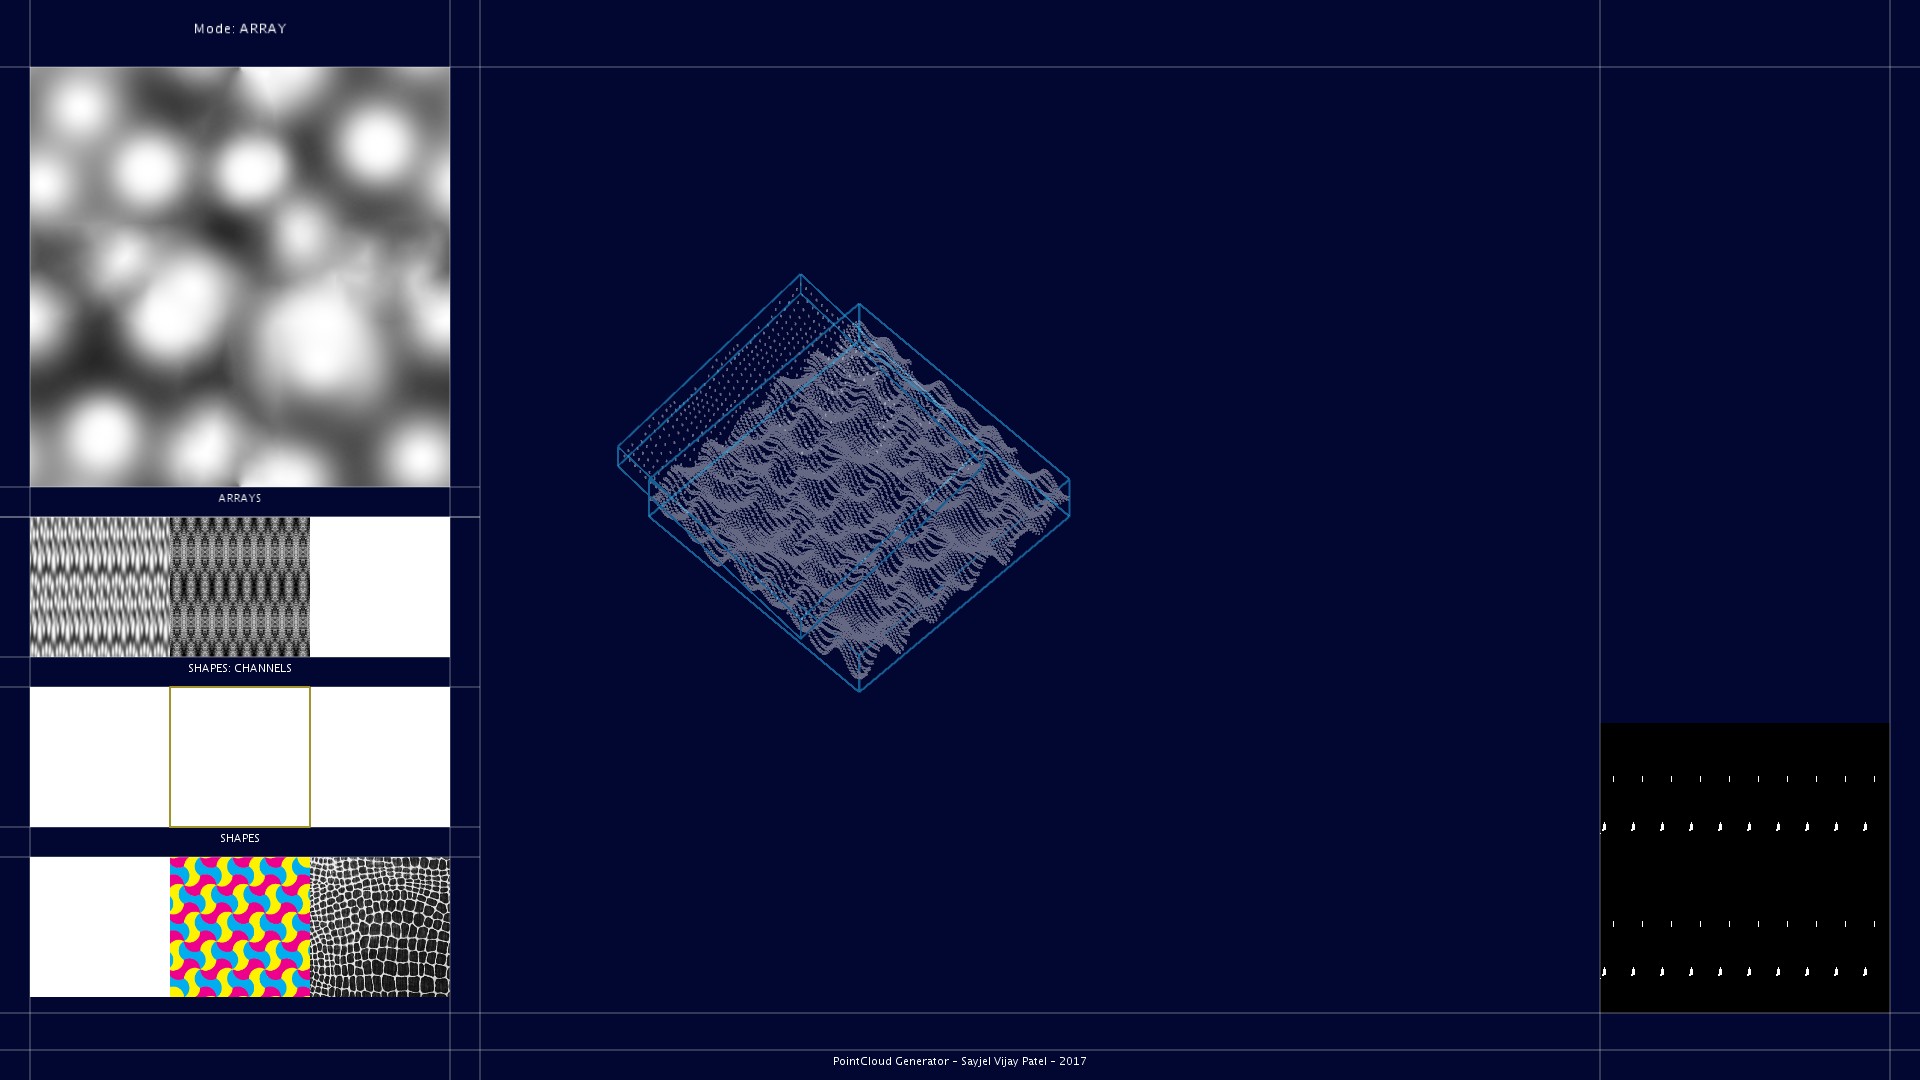 Mode: ARRAY
ARRAYS
SHAPES: CHANNELS
SHAPES
PointCloud Generator - Sayjel Vijay Patel - 2017